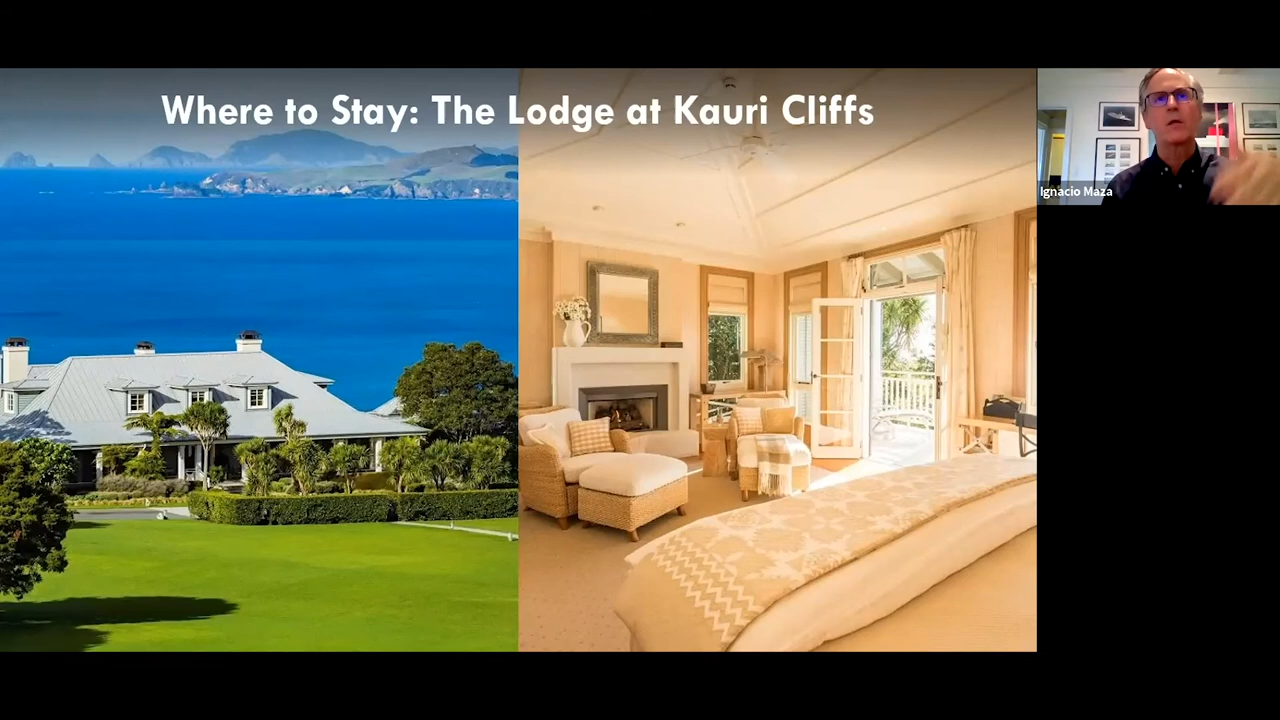 Where to Stay: The Lodge at Kauri Cliffs
Ignacio Maza